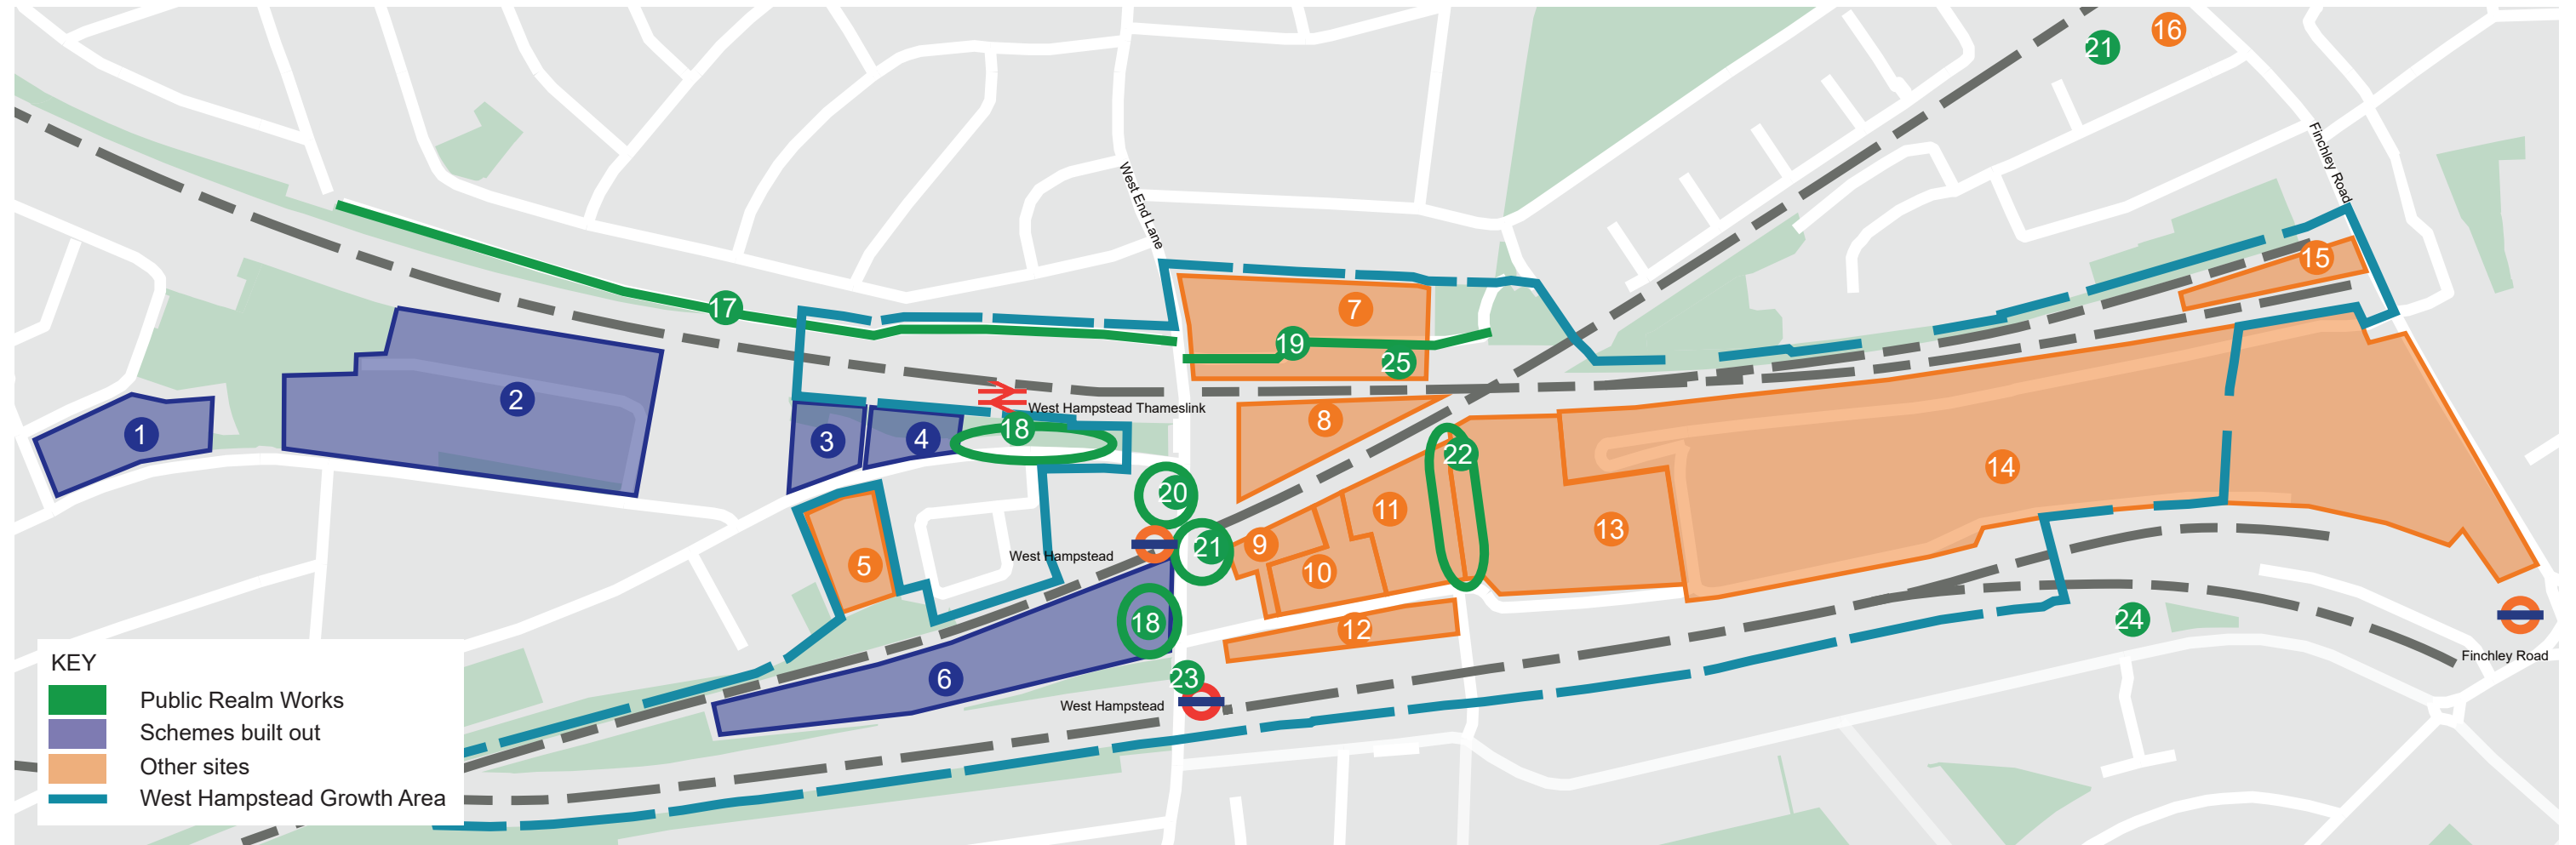 16
21
Finchley Road
West End Lane
15
17
7
19
25
2
West Hampstead Thameslink
8
1
3
4
18
22
14
20
11
13
9
21
West Hampstead
5
10
24
18
12
Finchley Road
6
23
West Hampstead
KEY
Public Realm Works
Schemes built out
Other sites
West Hampstead Growth Area